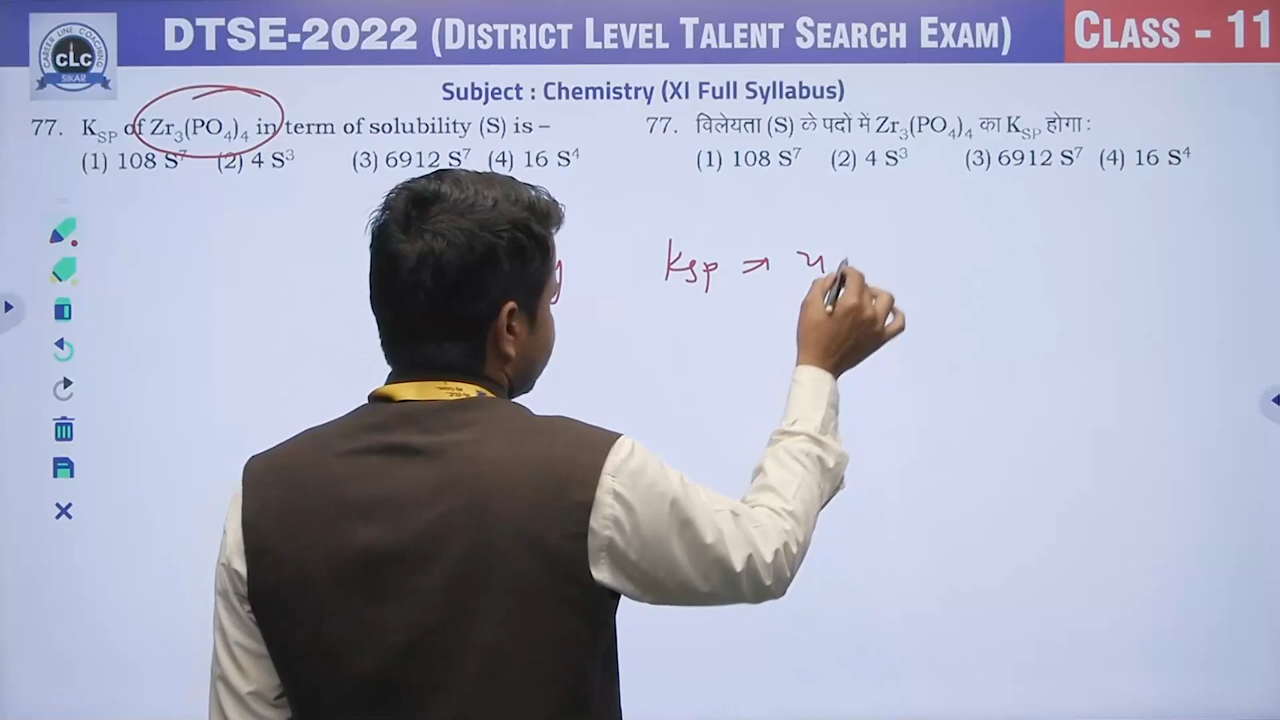 DTSE-2022 (DISTRICT LEVEL TALENT SEARCH EXAM)
CLASS - 11
CAREER LINE COACHING
CLC
SIKAR
Subject : Chemistry (XI Full Syllabus)
77. K_SP of Zr₃(PO₄)₄ in term of solubility (S) is –
(1) 108 S⁷ (2) 4 S³ (3) 6912 S⁷ (4) 16 S⁴
77. विलेयता (S) के पदों में Zr₃(PO₄)₄ का K_SP होगा :
(1) 108 S⁷ (2) 4 S³ (3) 6912 S⁷ (4) 16 S⁴
Ksp